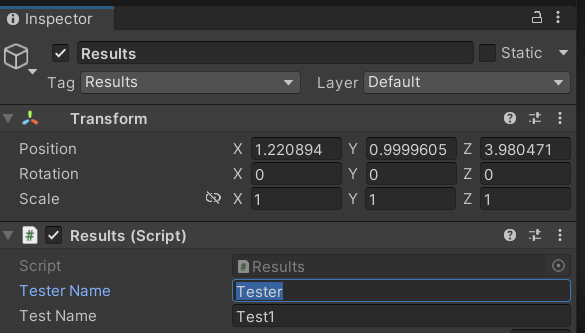 Inspector
Results Static
Tag Results Layer Default
Transform
Position X 1.220894 Y 0.9999605 Z 3.980471
Rotation X 0 Y 0 Z 0
Scale X 1 Y 1 Z 1
Results (Script)
Script Results
Tester Name Tester
Test Name Test1